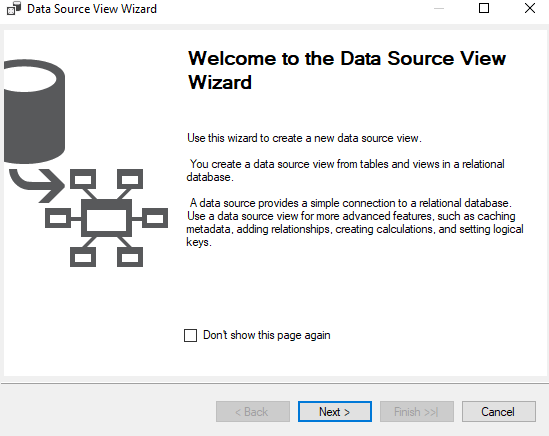 Data Source View Wizard
Welcome to the Data Source View
Wizard
Use this wizard to create a new data source view.
You create a data source view from tables and views in a relational
database.
A data source provides a simple connection to a relational database.
Use a data source view for more advanced features, such as caching
metadata, adding relationships, creating calculations, and setting logical
keys.
Don't show this page again
< Back
Next >
Finish >>|
Cancel